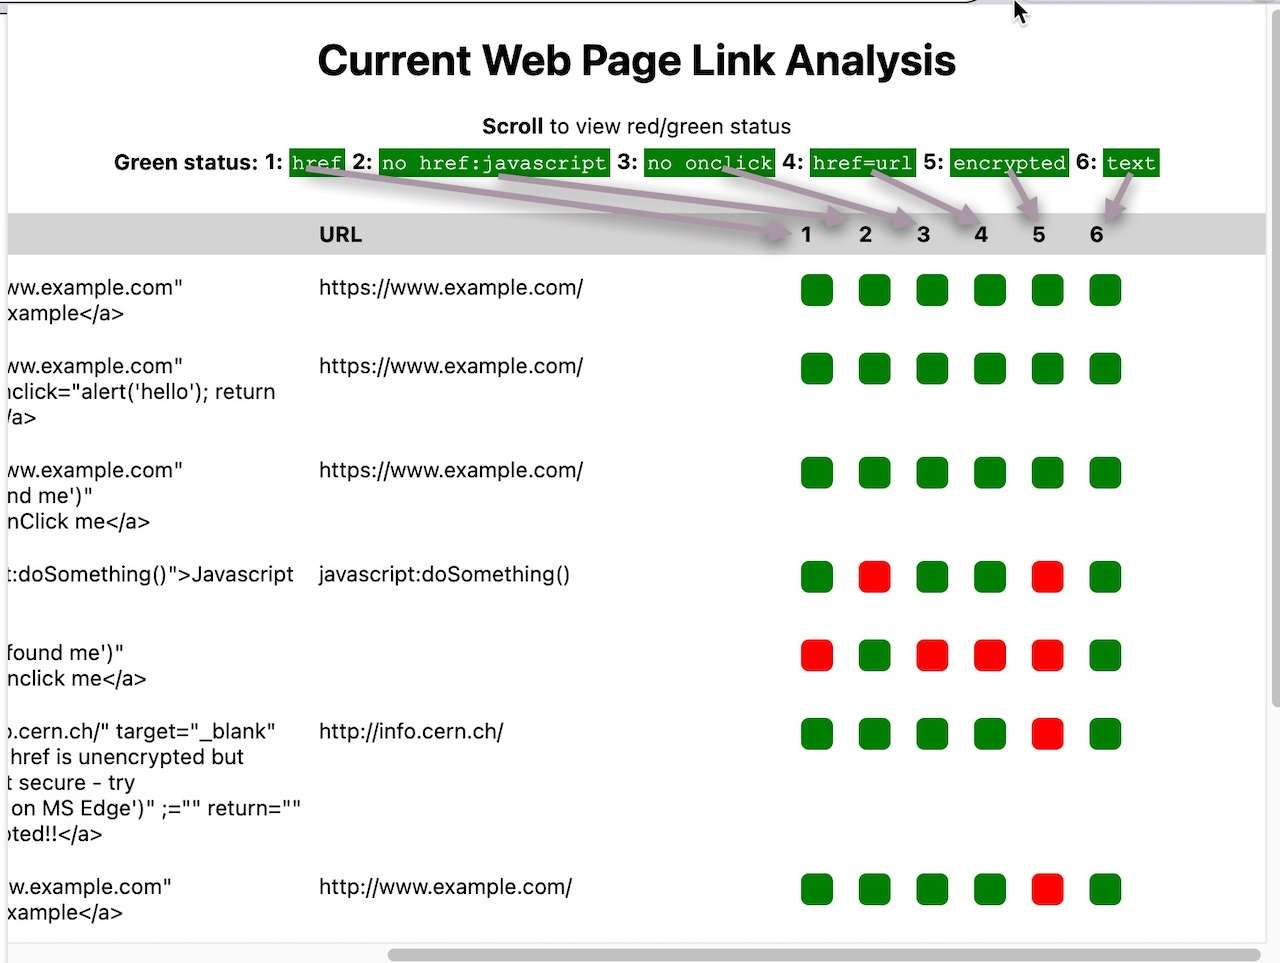 Current Web Page Link Analysis
Scroll to view red/green status
Green status: 1: href 2: no href:javascript 3: no onclick 4: href=url 5: encrypted 6: text
URL 1 2 3 4 5 6
ww.example.com" https://www.example.com/
xample</a>
ww.example.com" https://www.example.com/
nclick="alert('hello'); return
/a>
ww.example.com" https://www.example.com/
nd me')"
nClick me</a>
t:doSomething()">Javascript javascript:doSomething()
found me')"
nclick me</a>
o.cern.ch/" target="_blank" http://info.cern.ch/
href is unencrypted but
t secure - try
on MS Edge')" ;="" return=""
oted!!</a>
w.example.com" http://www.example.com/
xample</a>